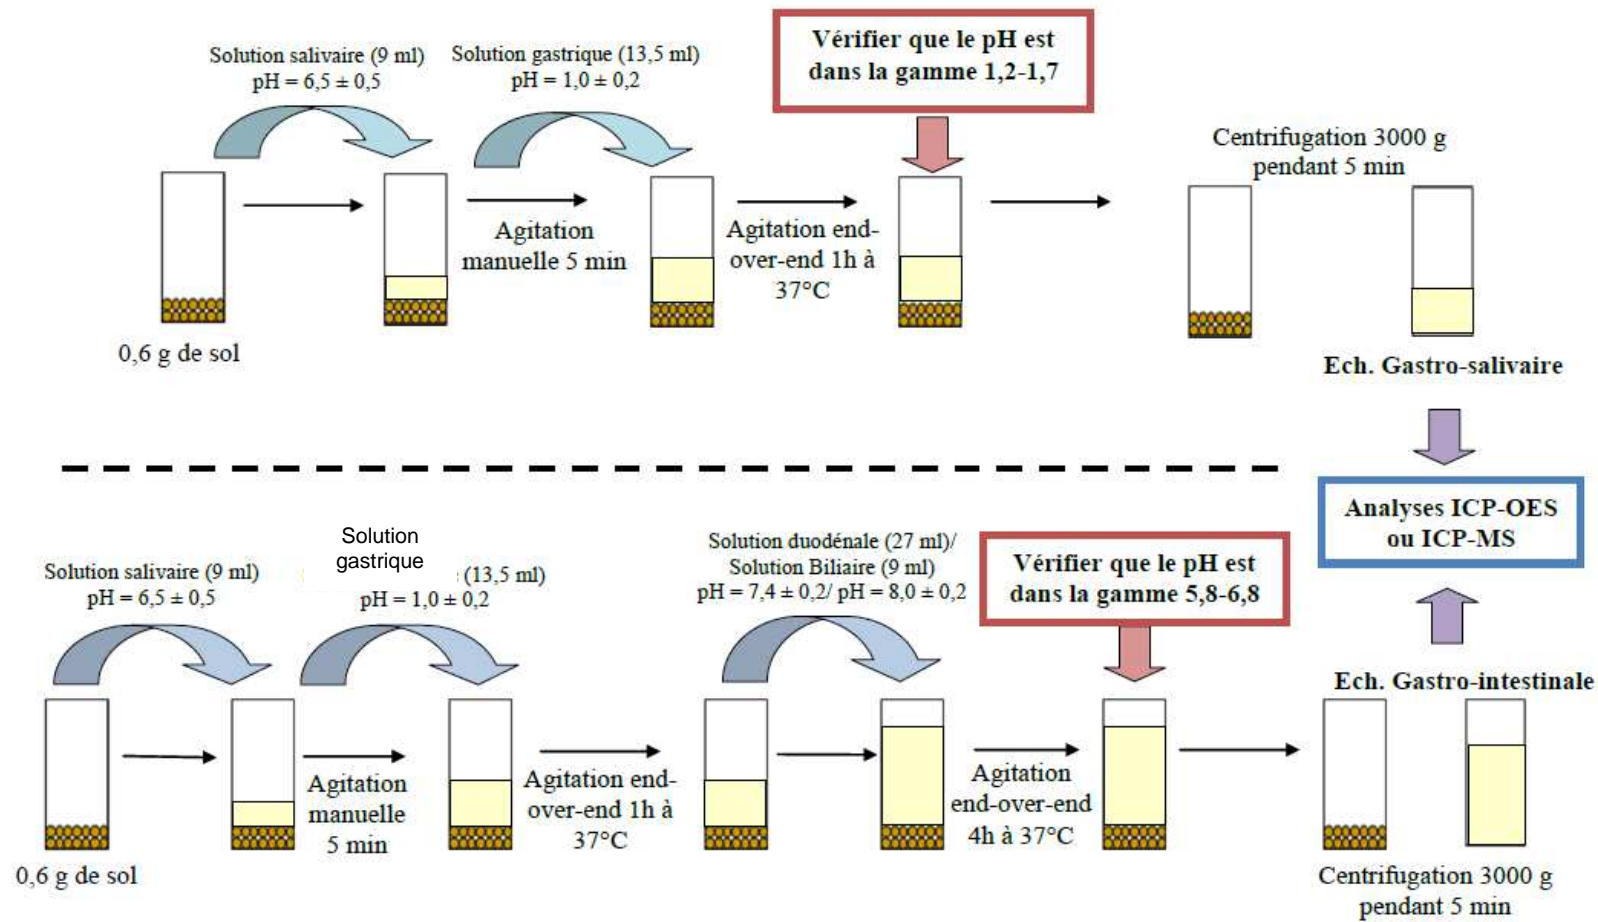 Solution salivaire (9 ml)
pH = 6,5 ± 0,5
Solution gastrique (13,5 ml)
pH = 1,0 ± 0,2
Vérifier que le pH est
dans la gamme 1,2-1,7
Centrifugation 3000 g
pendant 5 min
Agitation
manuelle 5 min
Agitation end-
over-end 1h à
37°C
0,6 g de sol
Ech. Gastro-salivaire
Analyses ICP-OES
ou ICP-MS
Solution salivaire (9 ml)
pH = 6,5 ± 0,5
Solution
gastrique
(13,5 ml)
pH = 1,0 ± 0,2
Solution duodénale (27 ml)/
Solution Biliaire (9 ml)
pH = 7,4 ± 0,2/ pH = 8,0 ± 0,2
Vérifier que le pH est
dans la gamme 5,8-6,8
Ech. Gastro-intestinale
Agitation
manuelle
5 min
Agitation end-
over-end 1h à
37°C
Agitation
end-over-end
4h à 37°C
0,6 g de sol
Centrifugation 3000 g
pendant 5 min